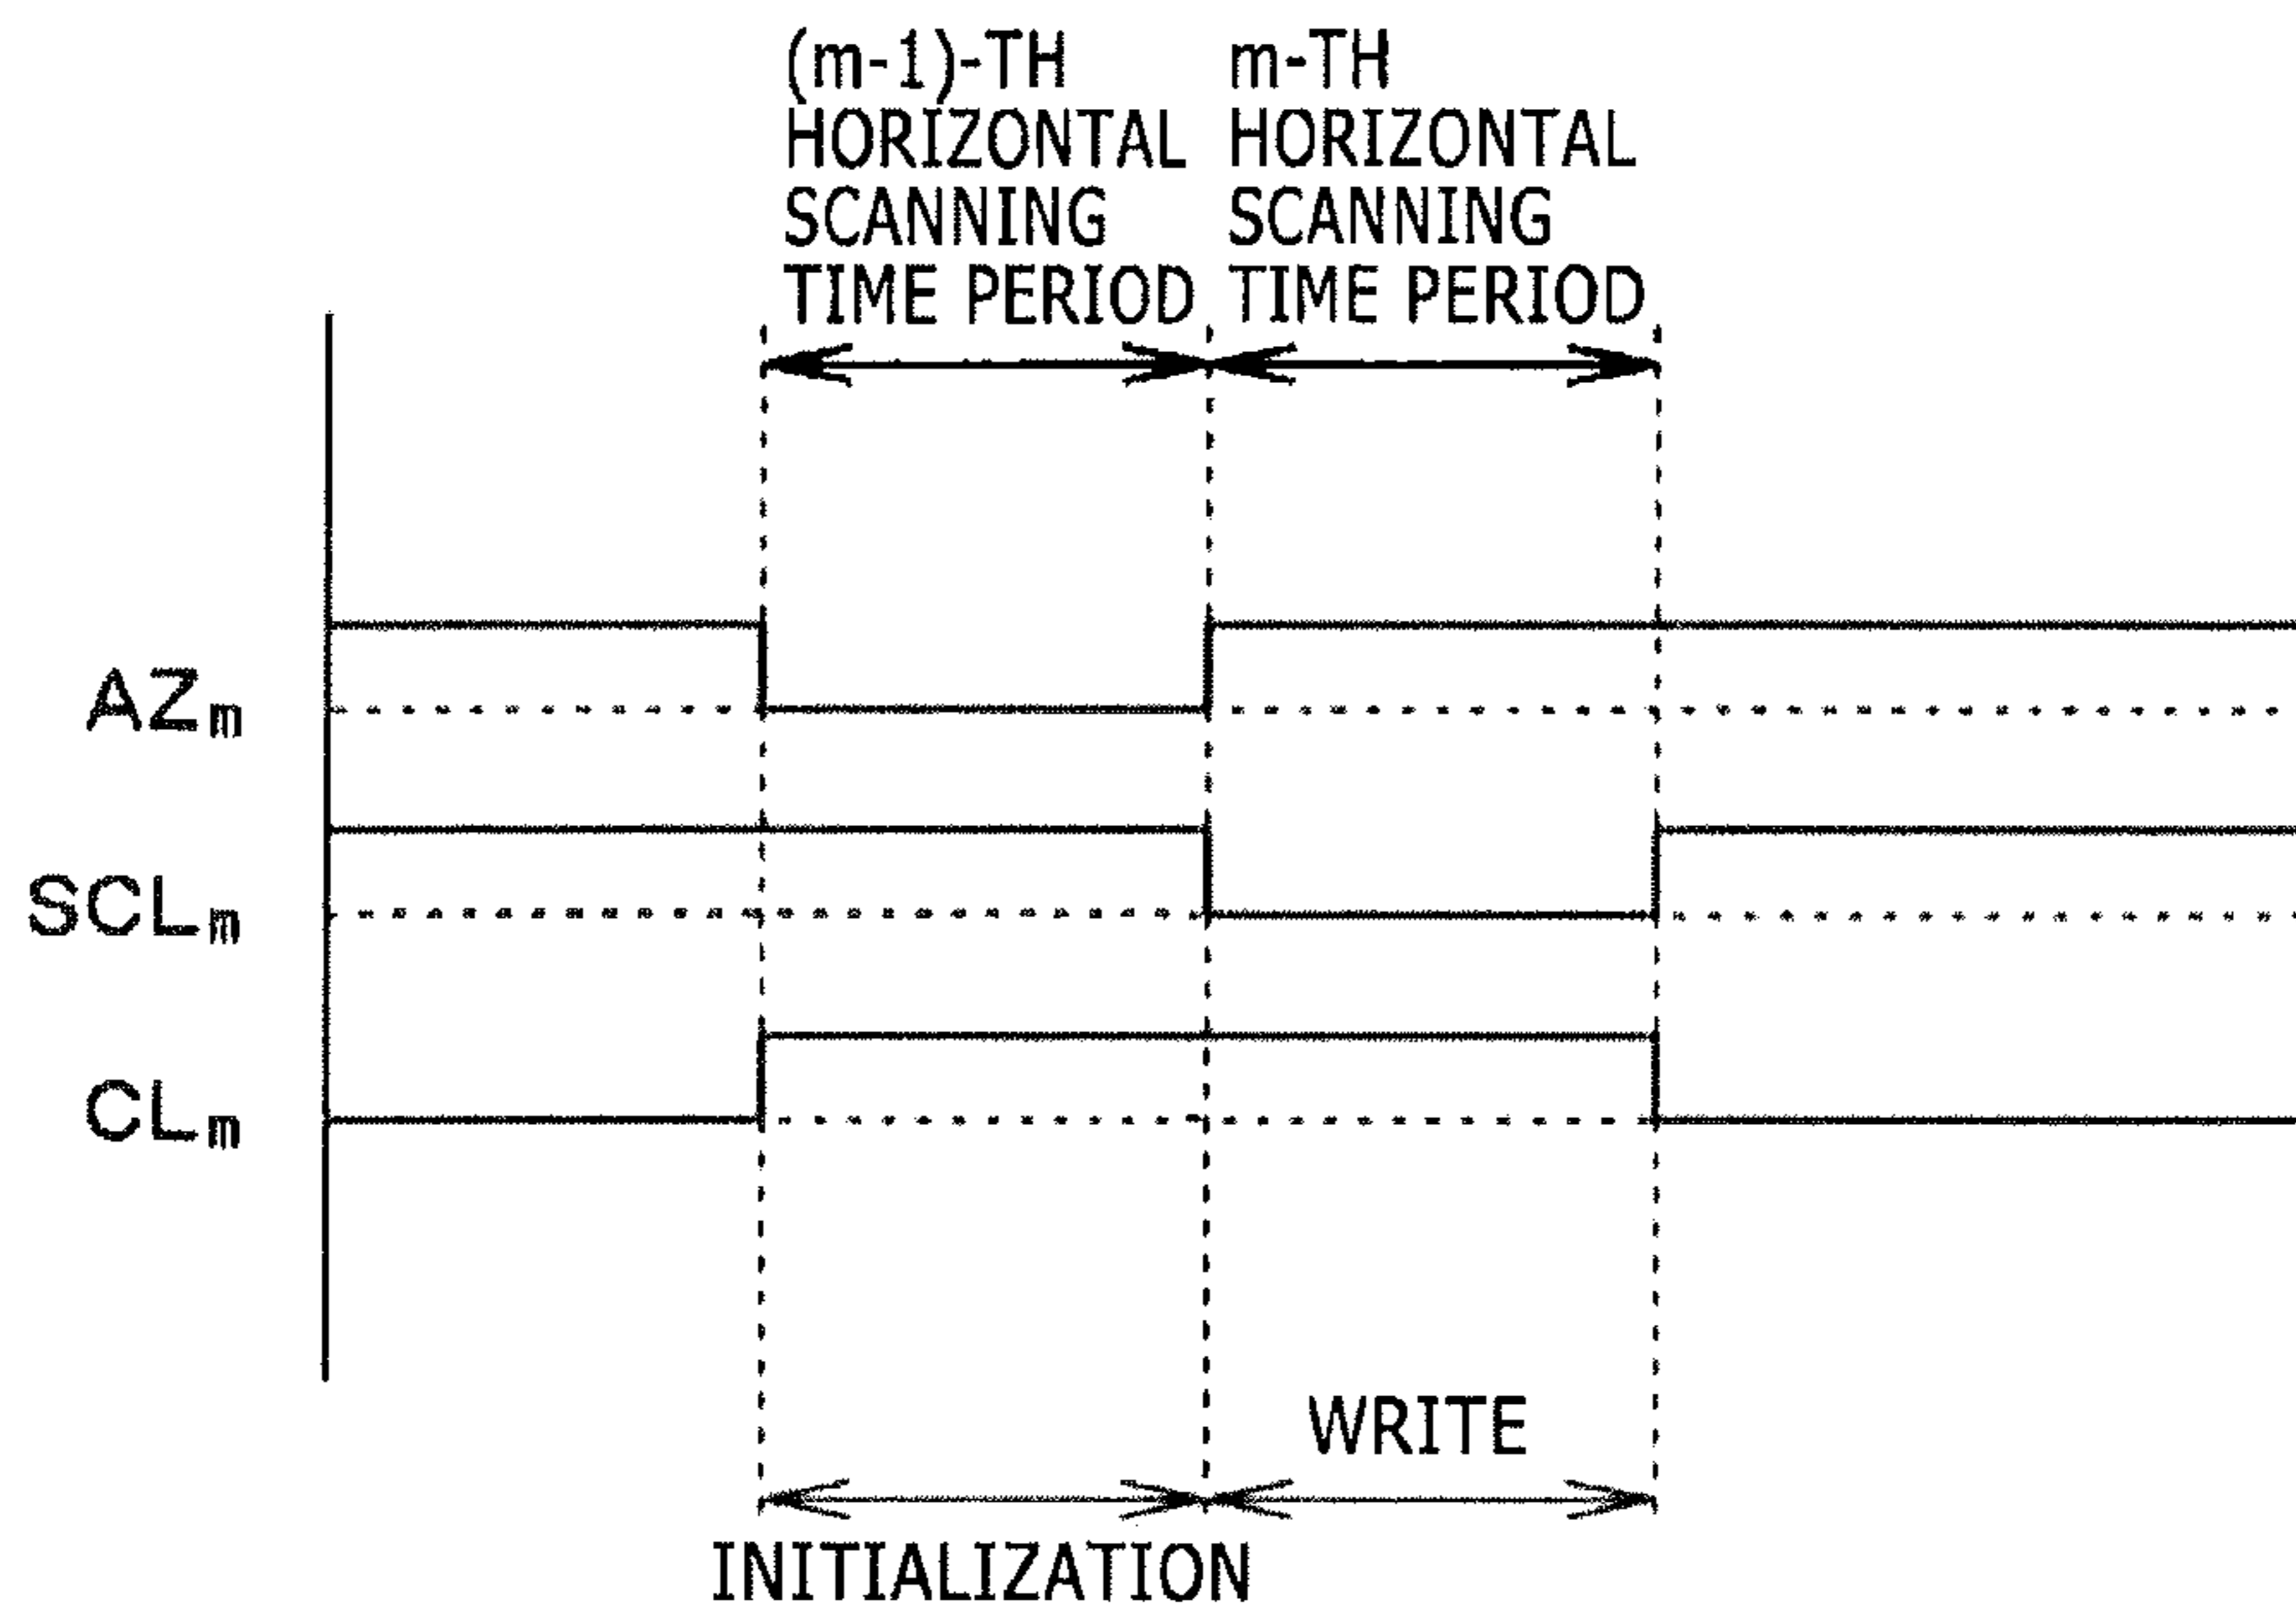 (m-1)-TH
HORIZONTAL
SCANNING
TIME PERIOD
m-TH
HORIZONTAL
SCANNING
TIME PERIOD
AZm
SCLm
CLm
WRITE
INITIALIZATION